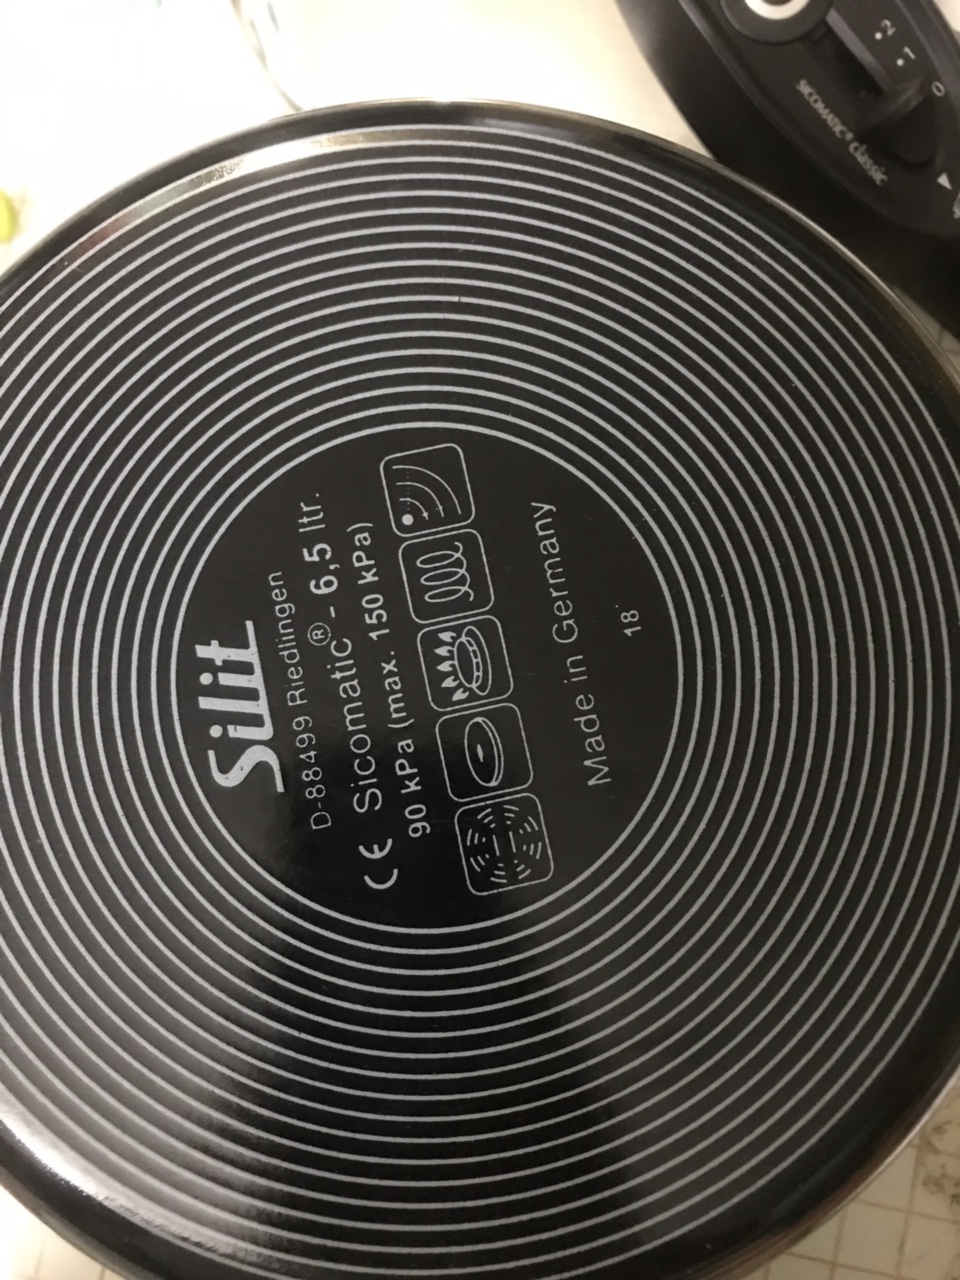 Silit
D-88499 Riedlingen
CE Sicomatic® - 6,5 ltr.
90 kPa (max. 150 kPa)
Made in Germany
18
SICOMATIC® classic
0
1
2